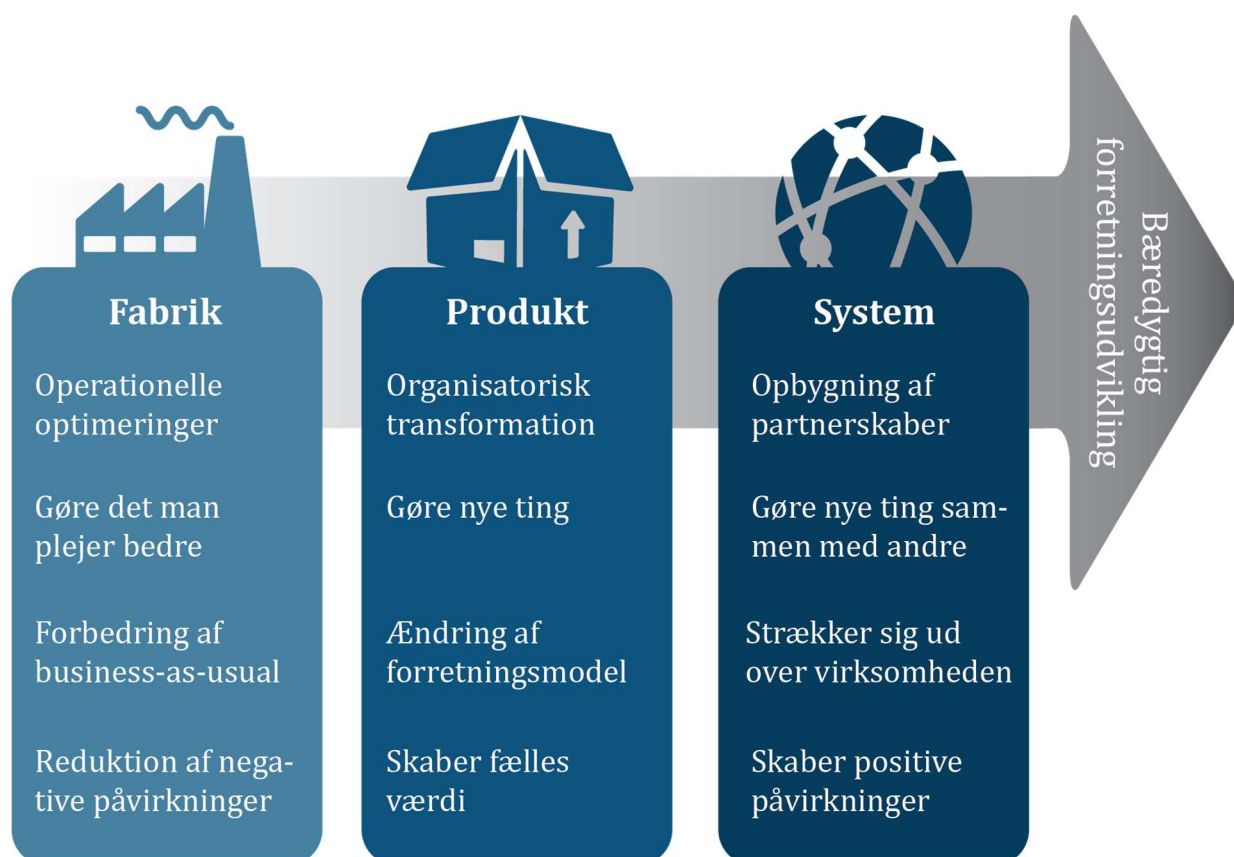 Fabrik
Operationelle
optimeringer
Gøre det man
plejer bedre
Forbedring af
business-as-usual
Reduktion af nega-
tive påvirkninger
Produkt
Organisatorisk
transformation
Gøre nye ting
Ændring af
forretningsmodel
Skaber fælles
værdi
System
Opbygning af
partnerskaber
Gøre nye ting sam-
men med andre
Strækker sig ud
over virksomheden
Skaber positive
påvirkninger
Bæredygtig
forretningsudvikling